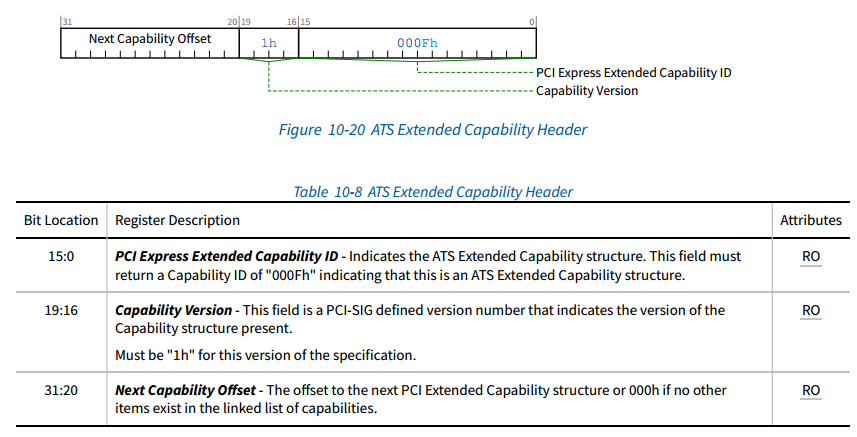 31 20 19 16 15 0
Next Capability Offset 1h 000Fh
PCI Express Extended Capability ID
Capability Version
Figure 10-20 ATS Extended Capability Header
Table 10-8 ATS Extended Capability Header
Bit Location Register Description Attributes
15:0 PCI Express Extended Capability ID - Indicates the ATS Extended Capability structure. This field must RO
return a Capability ID of "000Fh" indicating that this is an ATS Extended Capability structure.
19:16 Capability Version - This field is a PCI-SIG defined version number that indicates the version of the RO
Capability structure present.
Must be "1h" for this version of the specification.
31:20 Next Capability Offset - The offset to the next PCI Extended Capability structure or 000h if no other RO
items exist in the linked list of capabilities.